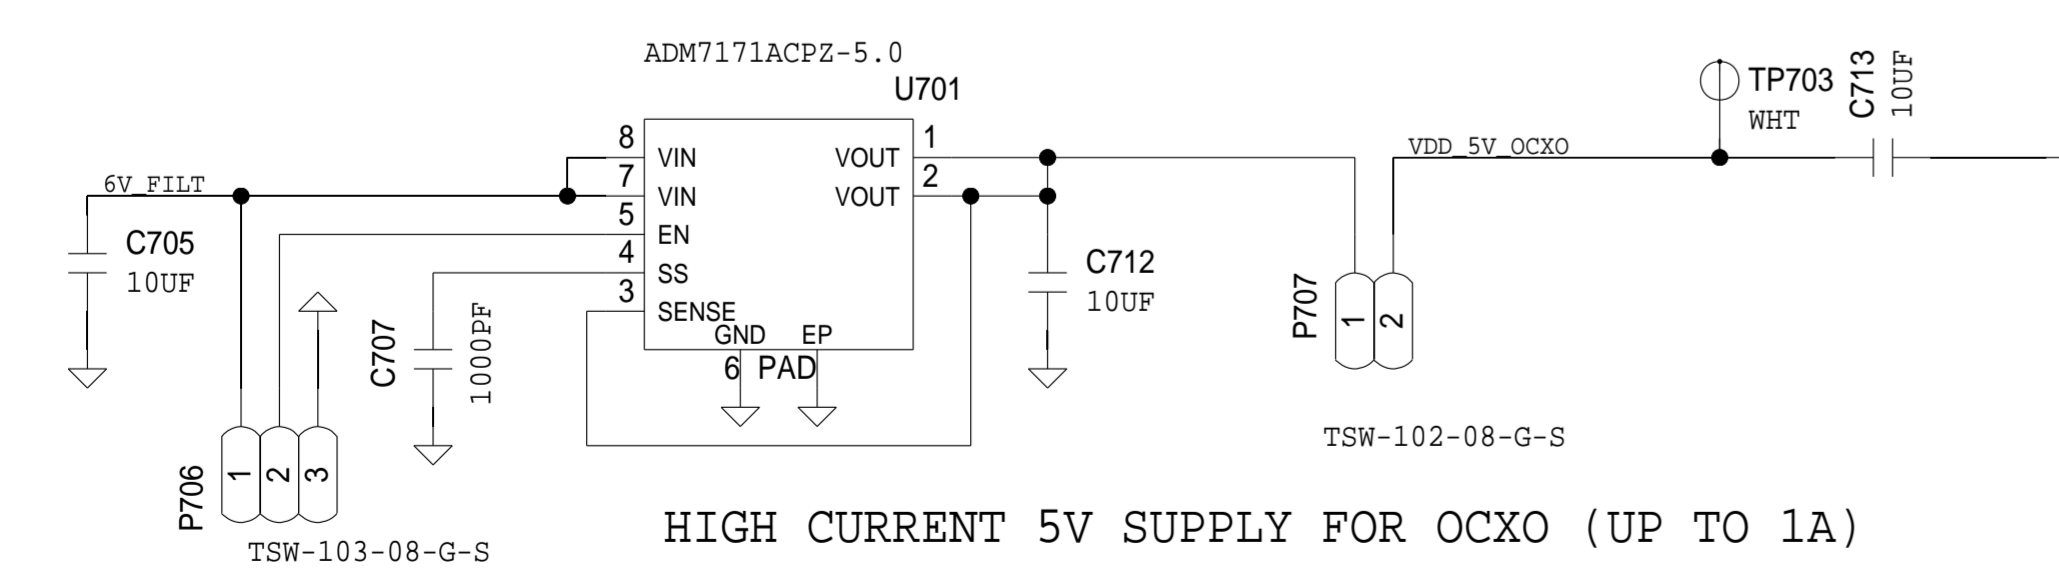 ADM7171ACPZ-5.0
U701
TP703
WHT
C713
10UF
8
VIN
VOUT
1
7
VIN
VOUT
2
5
EN
4
SS
3
SENSE
GND
EP
6
PAD
6V_FILT
C705
10UF
C707
1000PF
C712
10UF
VDD_5V_OCXO
P707
1
2
TSW-102-08-G-S
P706
1
2
3
TSW-103-08-G-S
HIGH CURRENT 5V SUPPLY FOR OCXO (UP TO 1A)